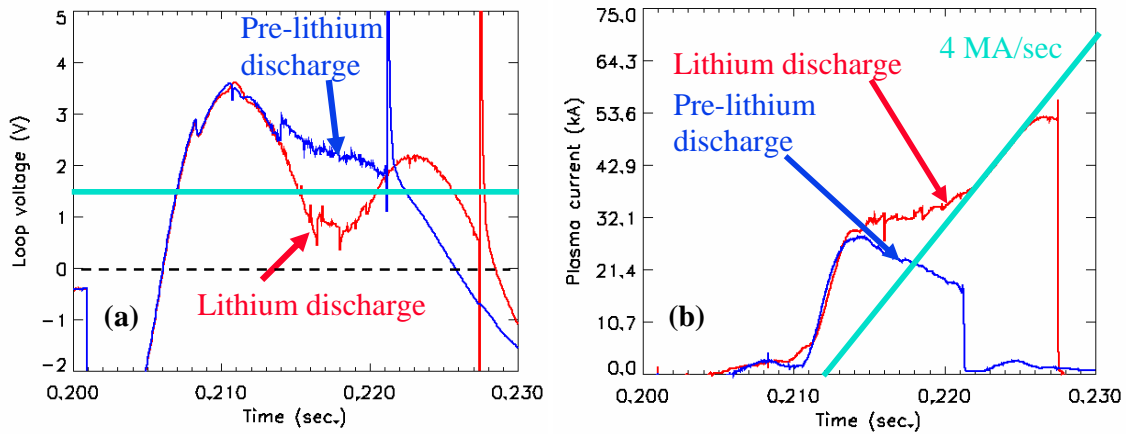 5
4
3
2
1
0
-1
-2
Loop voltage (V)
Pre-lithium
discharge
Lithium discharge
(a)
0.200
0.210
0.220
0.230
Time (sec.)
75.0
64.3
53.6
42.9
32.1
21.4
10.7
0.0
Plasma current (kA)
4 MA/sec
Lithium discharge
Pre-lithium
discharge
(b)
0.200
0.210
0.220
0.230
Time (sec.)